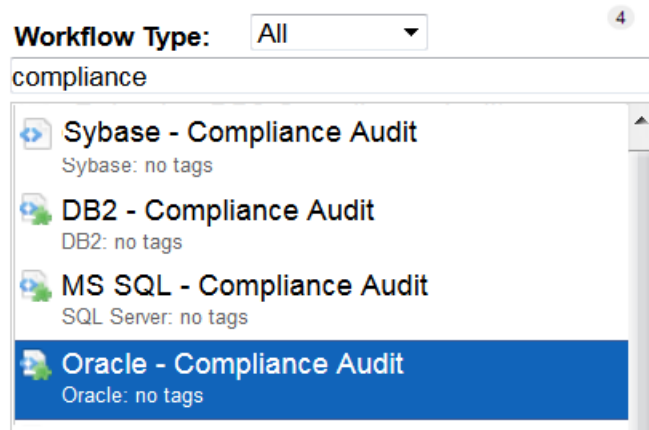 Workflow Type: All 4
compliance
Sybase - Compliance Audit
Sybase: no tags
DB2 - Compliance Audit
DB2: no tags
MS SQL - Compliance Audit
SQL Server: no tags
Oracle - Compliance Audit
Oracle: no tags